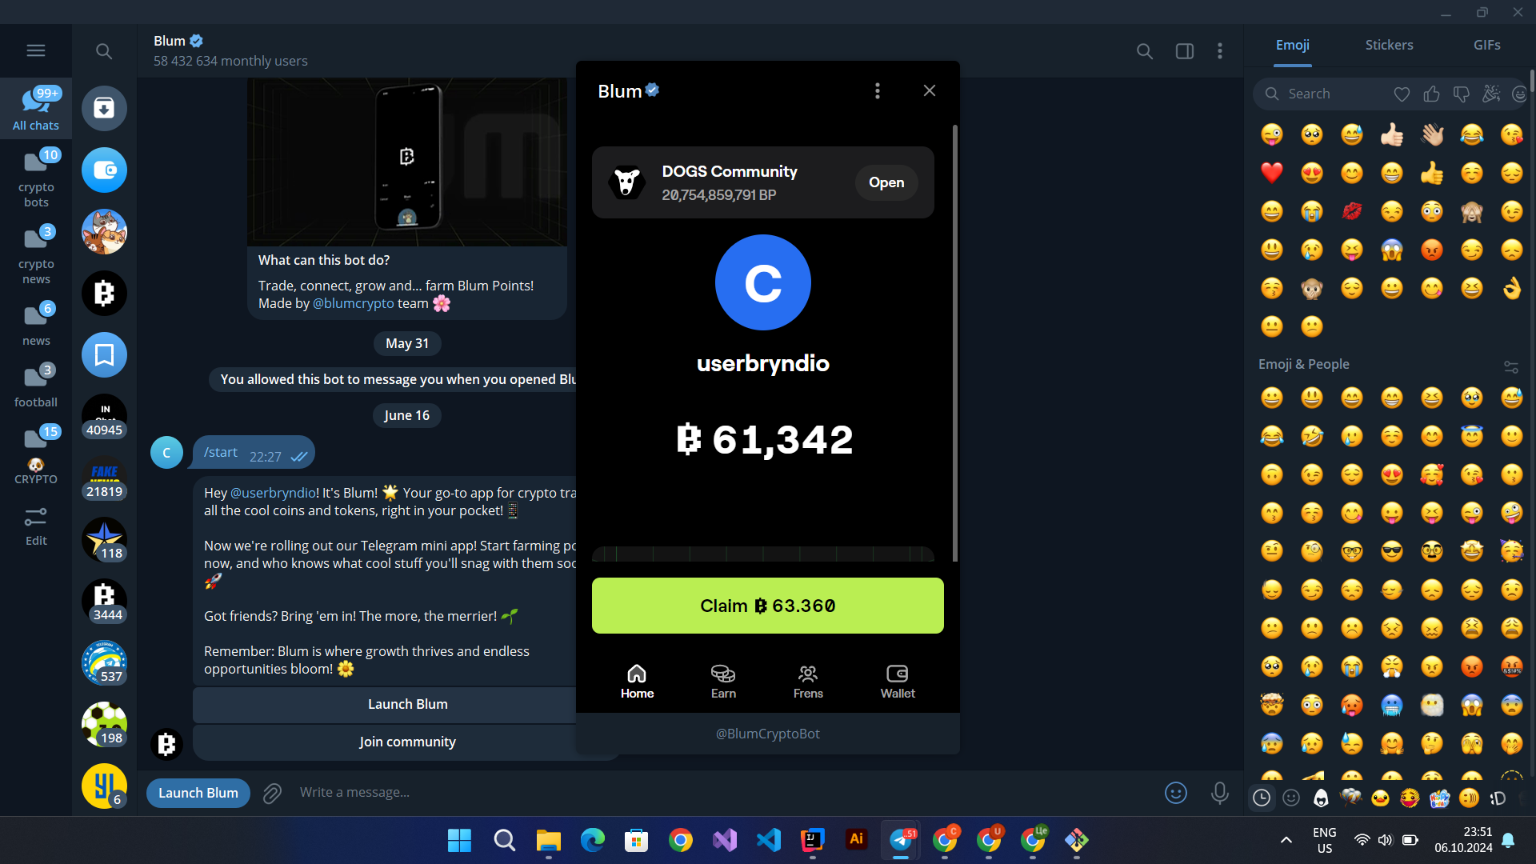 Blum
58 432 634 monthly users
99+
All chats
10
crypto
bots
3
crypto
news
6
news
3
football
15
CRYPTO
Edit
IN
40945
FAKE
21819
118
3444
537
198
6
What can this bot do?
Trade, connect, grow and... farm Blum Points!
Made by @blumcrypto team 🌸
May 31
You allowed this bot to message you when you opened Blu
June 16
C
/start 22:27
Hey @userbryndio! It's Blum! 🌟 Your go-to app for crypto tra
all the cool coins and tokens, right in your pocket! 📱
Now we're rolling out our Telegram mini app! Start farming po
now, and who knows what cool stuff you'll snag with them soo
🚀
Got friends? Bring 'em in! The more, the merrier! 🌱
Remember: Blum is where growth thrives and endless
opportunities bloom! 🌼
Launch Blum
Join community
Launch Blum
Write a message...
Blum
DOGS Community
20,754,859,791 BP
Open
C
userbryndio
61,342
Claim 63.360
Home
Earn
Frens
Wallet
@BlumCryptoBot
Emoji
Stickers
GIFs
Search
Emoji & People
:D
Ai
51
C
U
Це
ENG
US
23:51
06.10.2024